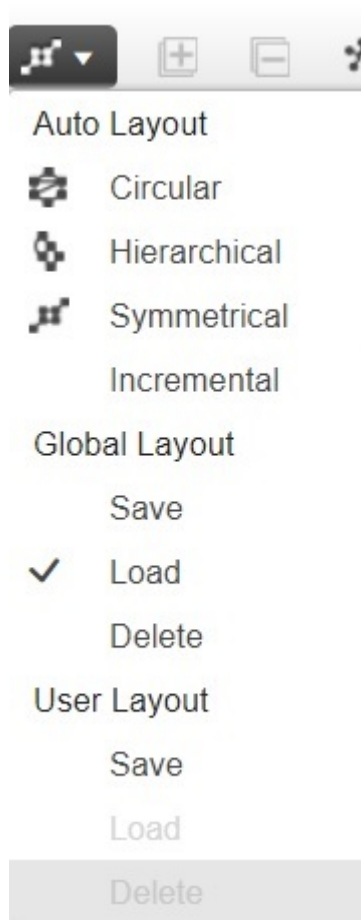 Auto Layout
Circular
Hierarchical
Symmetrical
Incremental
Global Layout
Save
Load
Delete
User Layout
Save
Load
Delete